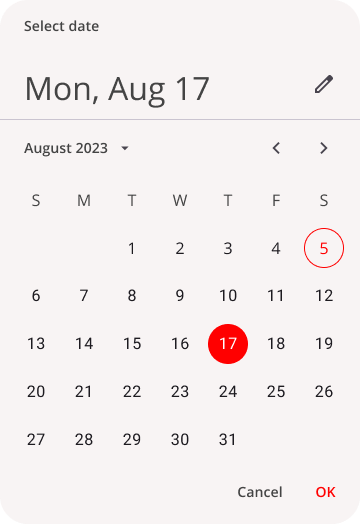 Select date
Mon, Aug 17
August 2023
S M T W T F S
1 2 3 4 5
6 7 8 9 10 11 12
13 14 15 16 17 18 19
20 21 22 23 24 25 26
27 28 29 30 31
Cancel OK